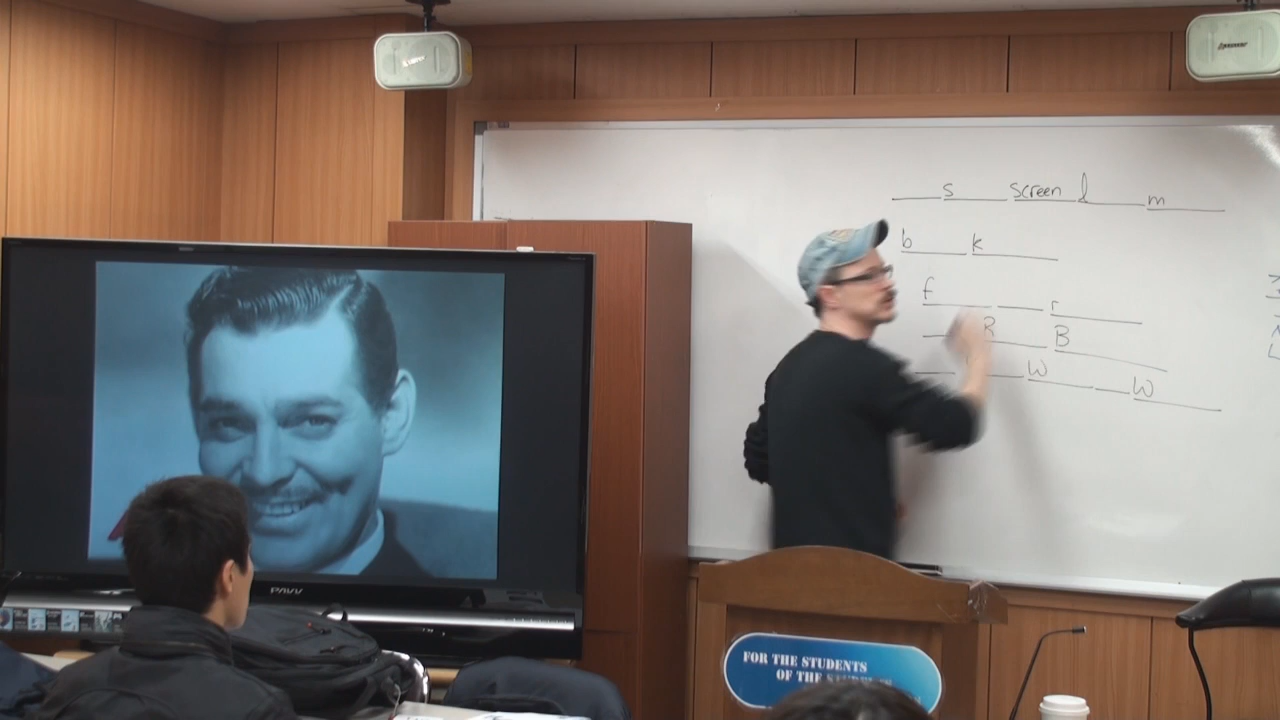 s screen l m
b k
f r
R B
W W
PAVV
FOR THE STUDENTS
OF THE